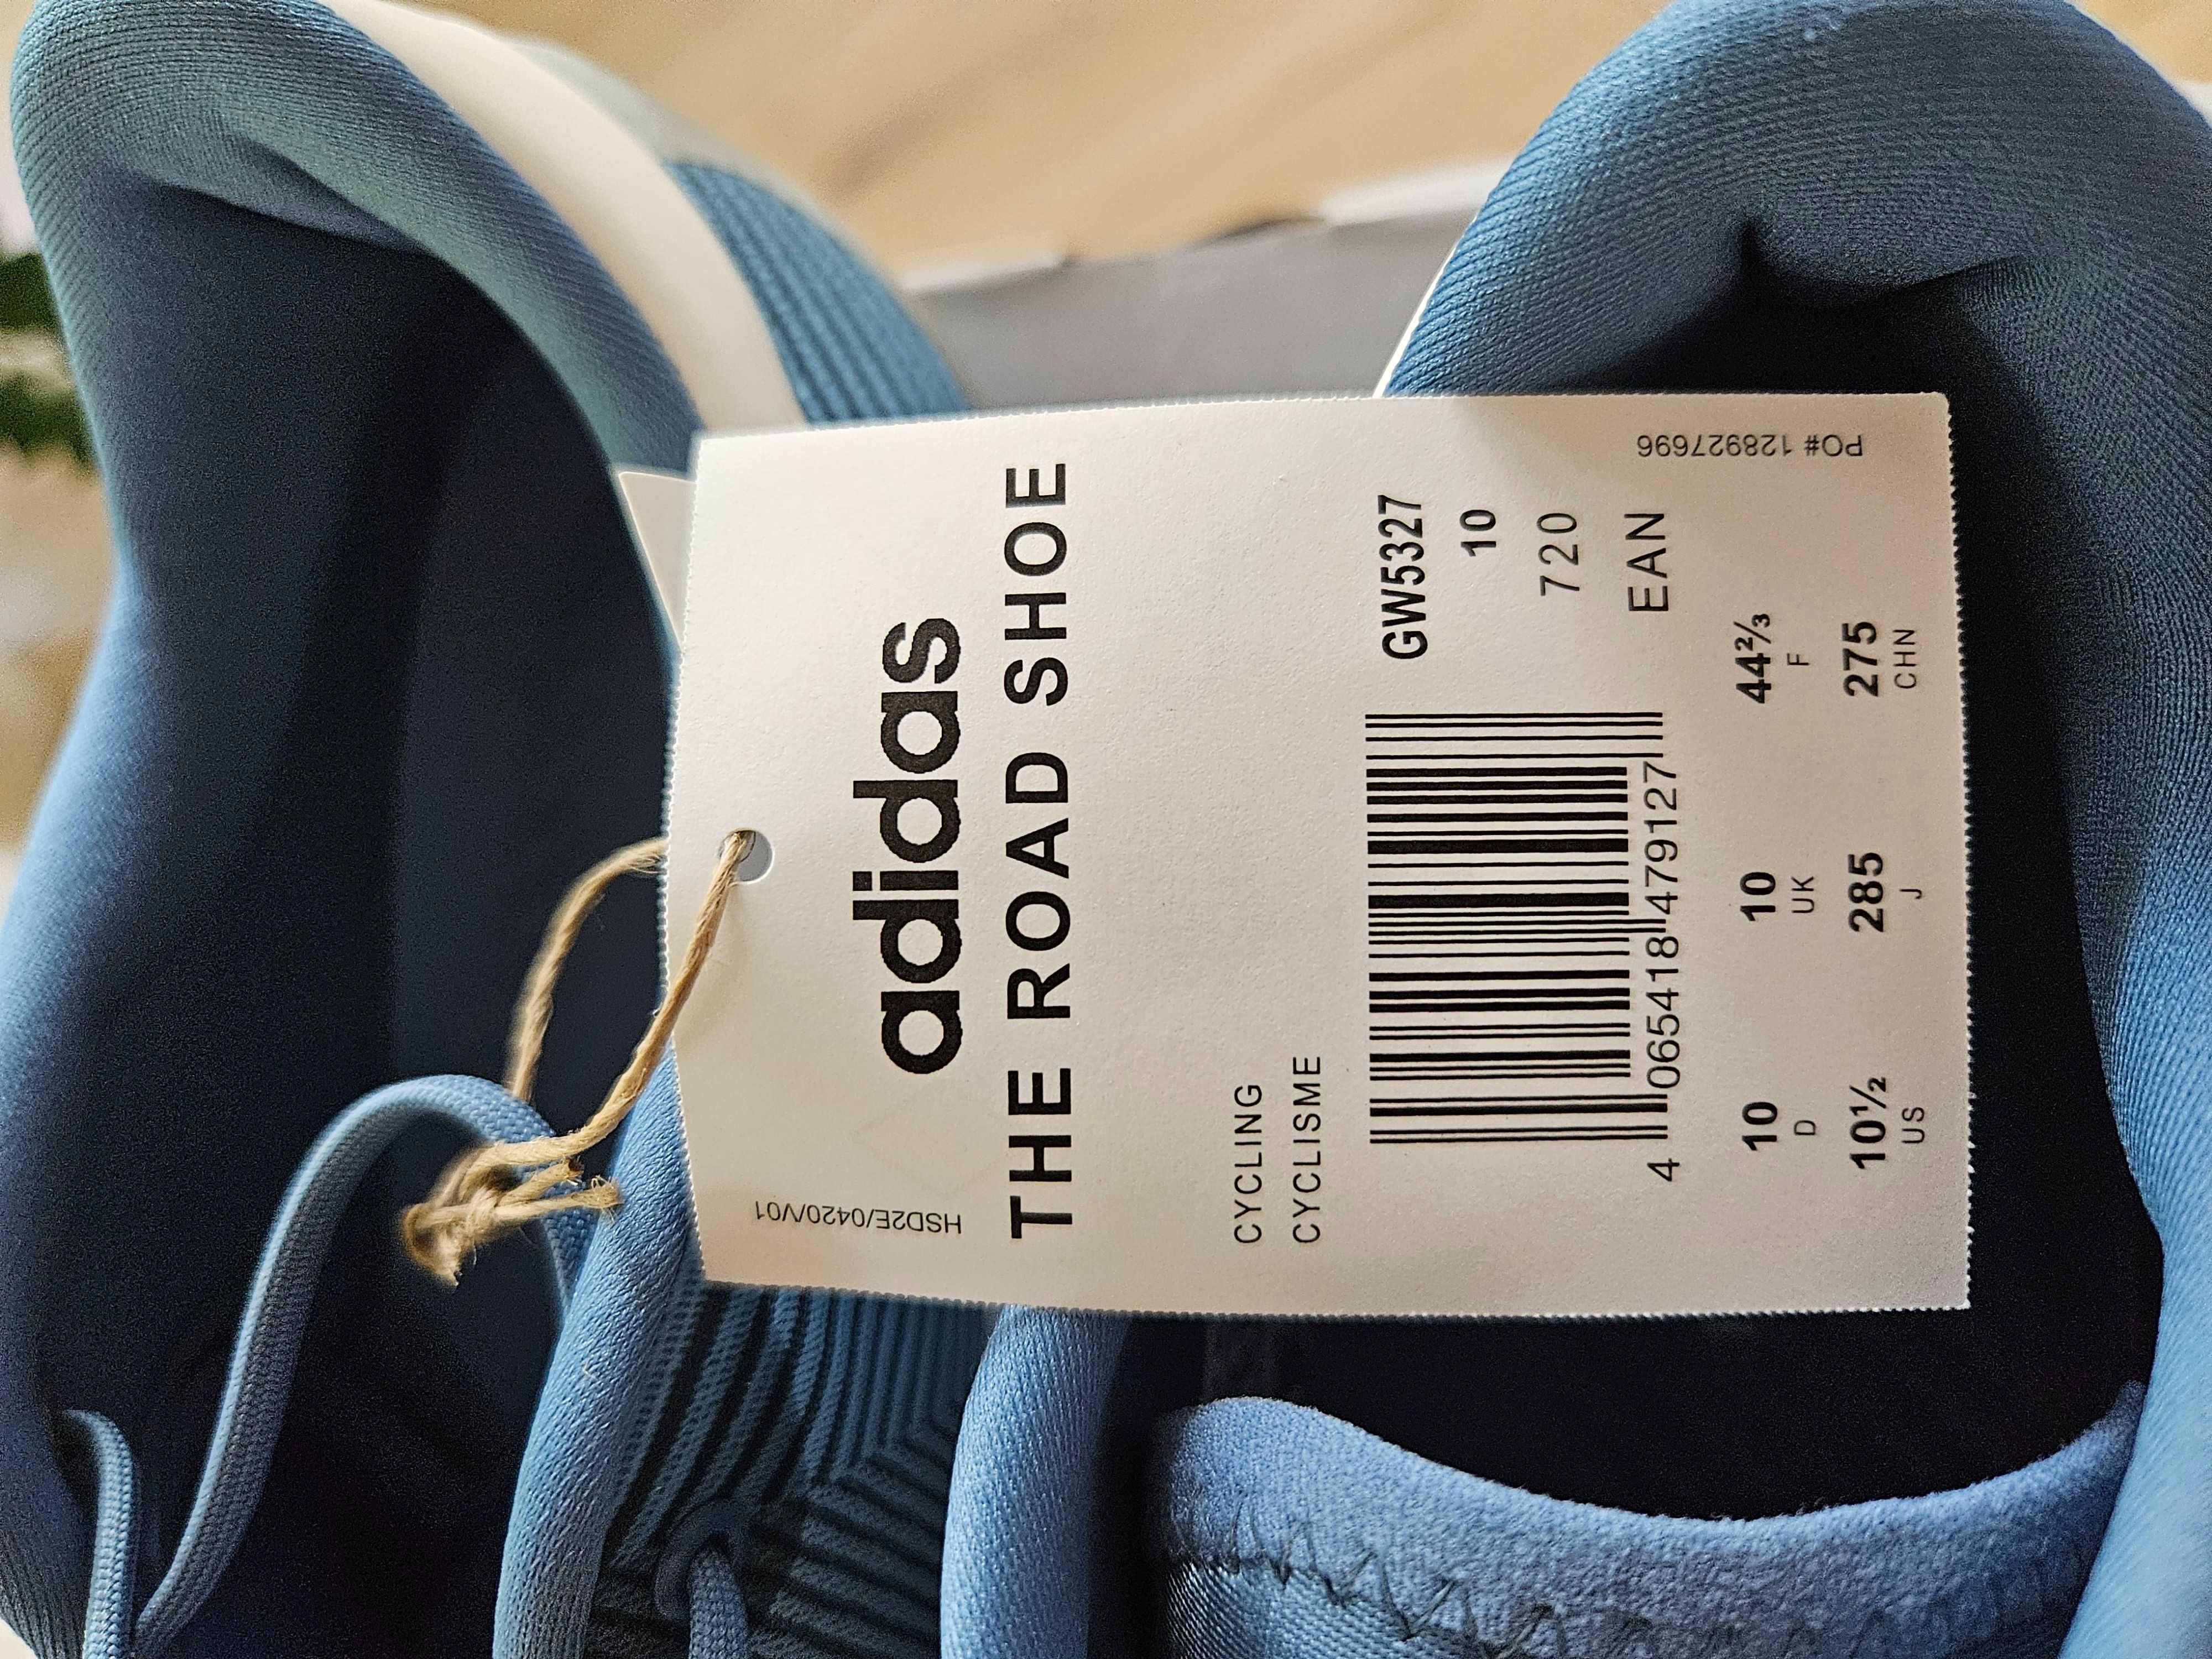 HSD2E/0420/V01
adidas
THE ROAD SHOE
CYCLING
CYCLISME
GW5327
10
720
EAN
4 065418 479127
10 10 44⅔
D UK F
10½ 285 275
US J CHN
PO# 128927696